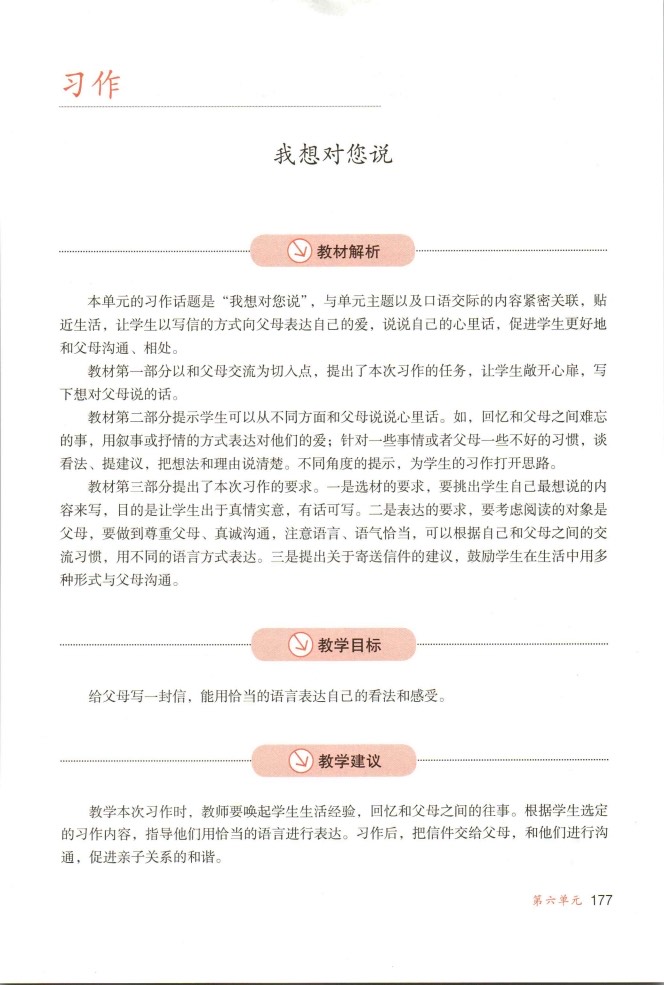 习作
我想对您说
教材解析
本单元的习作话题是“我想对您说”，与单元主题以及口语交际的内容紧密关联，贴
近生活，让学生以写信的方式向父母表达自己的爱，说说自己的心里话，促进学生更好地
和父母沟通、相处。
教材第一部分以和父母交流为切入点，提出了本次习作的任务，让学生敞开心扉，写
下想对父母说的话。
教材第二部分提示学生可以从不同方面和父母说说心里话。如，回忆和父母之间难忘
的事，用叙事或抒情的方式表达对他们的爱；针对一些事情或者父母一些不好的习惯，谈
看法、提建议，把想法和理由说清楚。不同角度的提示，为学生的习作打开思路。
教材第三部分提出了本次习作的要求。一是选材的要求，要挑出学生自己最想说的内
容来写，目的是让学生出于真情实意，有话可写。二是表达的要求，要考虑阅读的对象是
父母，要做到尊重父母、真诚沟通，注意语言、语气恰当，可以根据自己和父母之间的交
流习惯，用不同的语言方式表达。三是提出关于寄送信件的建议，鼓励学生在生活中用多
种形式与父母沟通。
教学目标
给父母写一封信，能用恰当的语言表达自己的看法和感受。
教学建议
教学本次习作时，教师要唤起学生生活经验，回忆和父母之间的往事。根据学生选定
的习作内容，指导他们用恰当的语言进行表达。习作后，把信件交给父母，和他们进行沟
通，促进亲子关系的和谐。
第六单元 177